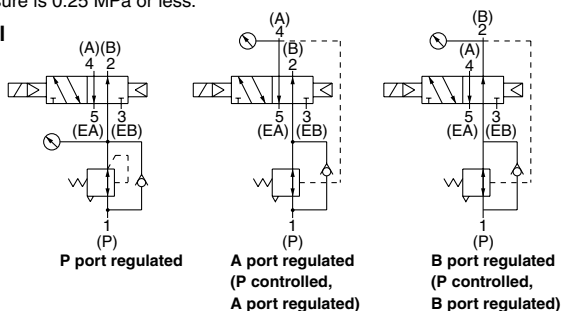 sure is 0.25 MPa or less.
l
(A)(B)
4 2
5 3
(EA) (EB)
1
(P)
P port regulated
(A)
4
(B)
2
5 3
(EA) (EB)
1
(P)
A port regulated
(P controlled,
A port regulated)
(B)
2
(A)
4
5 3
(EA) (EB)
1
(P)
B port regulated
(P controlled,
B port regulated)